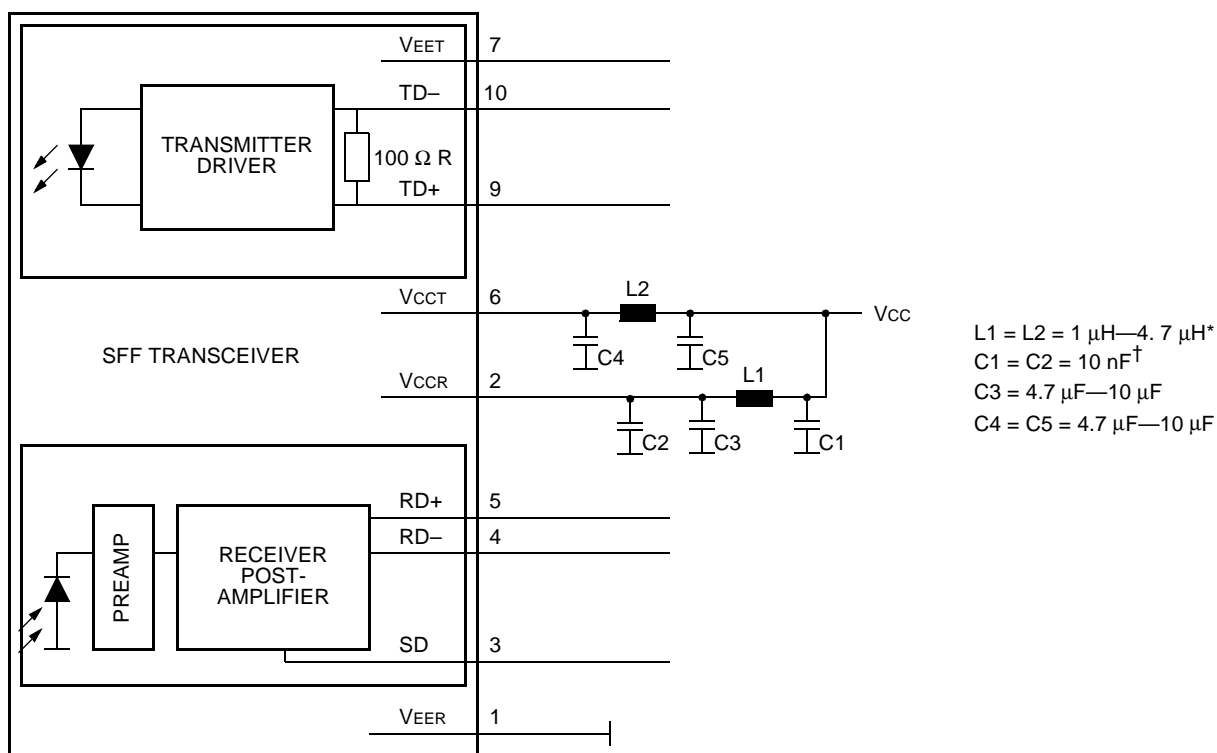 VEET 7
TD– 10
TRANSMITTER
DRIVER
100 Ω R
TD+ 9
VCCT 6
L2
VCC
C4
C5
SFF TRANSCEIVER
VCCR 2
L1
C2
C3
C1
L1 = L2 = 1 μH—4. 7 μH*
C1 = C2 = 10 nF†
C3 = 4.7 μF—10 μF
C4 = C5 = 4.7 μF—10 μF
RD+ 5
RD– 4
PREAMP
RECEIVER
POST-
AMPLIFIER
SD 3
VEER 1